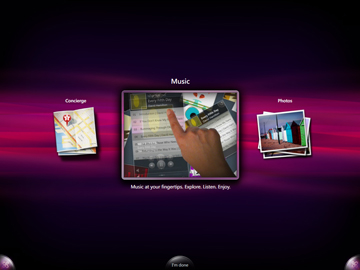 Music
Concierge
Photos
Music at your fingertips. Explore. Listen. Enjoy.
I'm done